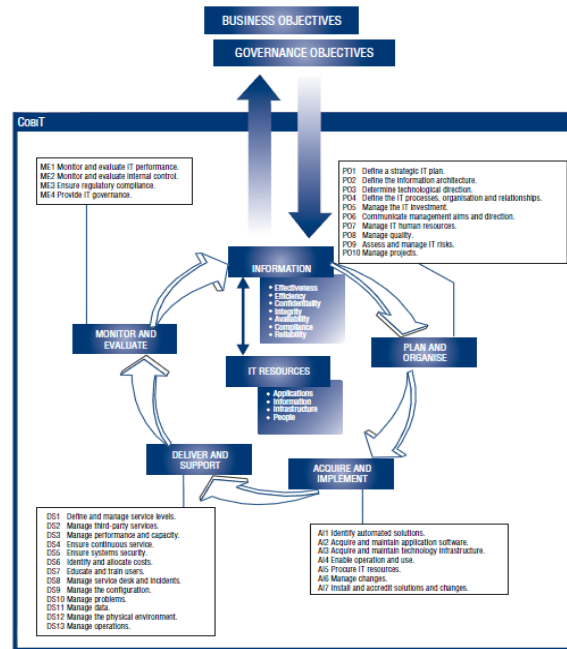 BUSINESS OBJECTIVES
GOVERNANCE OBJECTIVES
COBIT
ME1 Monitor and evaluate IT performance.
ME2 Monitor and evaluate internal control.
ME3 Ensure regulatory compliance.
ME4 Provide IT governance.
PO1 Define a strategic IT plan.
PO2 Define the information architecture.
PO3 Determine technological direction.
PO4 Define the IT processes, organisation and relationships.
PO5 Manage the IT investment.
PO6 Communicate management aims and direction.
PO7 Manage IT human resources.
PO8 Manage quality.
PO9 Assess and manage IT risks.
PO10 Manage projects.
INFORMATION
• Effectiveness
• Efficiency
• Confidentiality
• Integrity
• Availability
• Compliance
• Reliability
MONITOR AND
EVALUATE
PLAN AND
ORGANISE
IT RESOURCES
• Applications
• Information
• Infrastructure
• People
DELIVER AND
SUPPORT
ACQUIRE AND
IMPLEMENT
DS1 Define and manage service levels.
DS2 Manage third-party services.
DS3 Manage performance and capacity.
DS4 Ensure continuous service.
DS5 Ensure systems security.
DS6 Identify and allocate costs.
DS7 Educate and train users.
DS8 Manage service desk and incidents.
DS9 Manage the configuration.
DS10 Manage problems.
DS11 Manage data.
DS12 Manage the physical environment.
DS13 Manage operations.
AI1 Identify automated solutions.
AI2 Acquire and maintain application software.
AI3 Acquire and maintain technology infrastructure.
AI4 Enable operation and use.
AI5 Procure IT resources.
AI6 Manage changes.
AI7 Install and accredit solutions and changes.